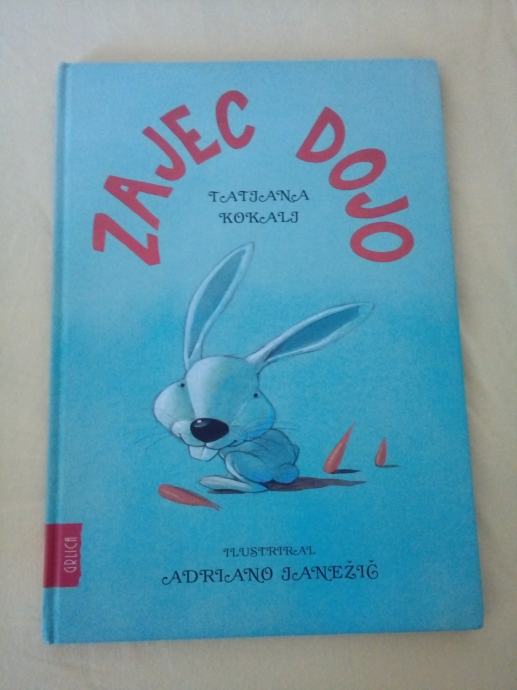 ZAJEC DOJO
TATJANA
KOKALJ
GRLICA
ILUSTRIRAL
ADRIANO JANEŽIČ